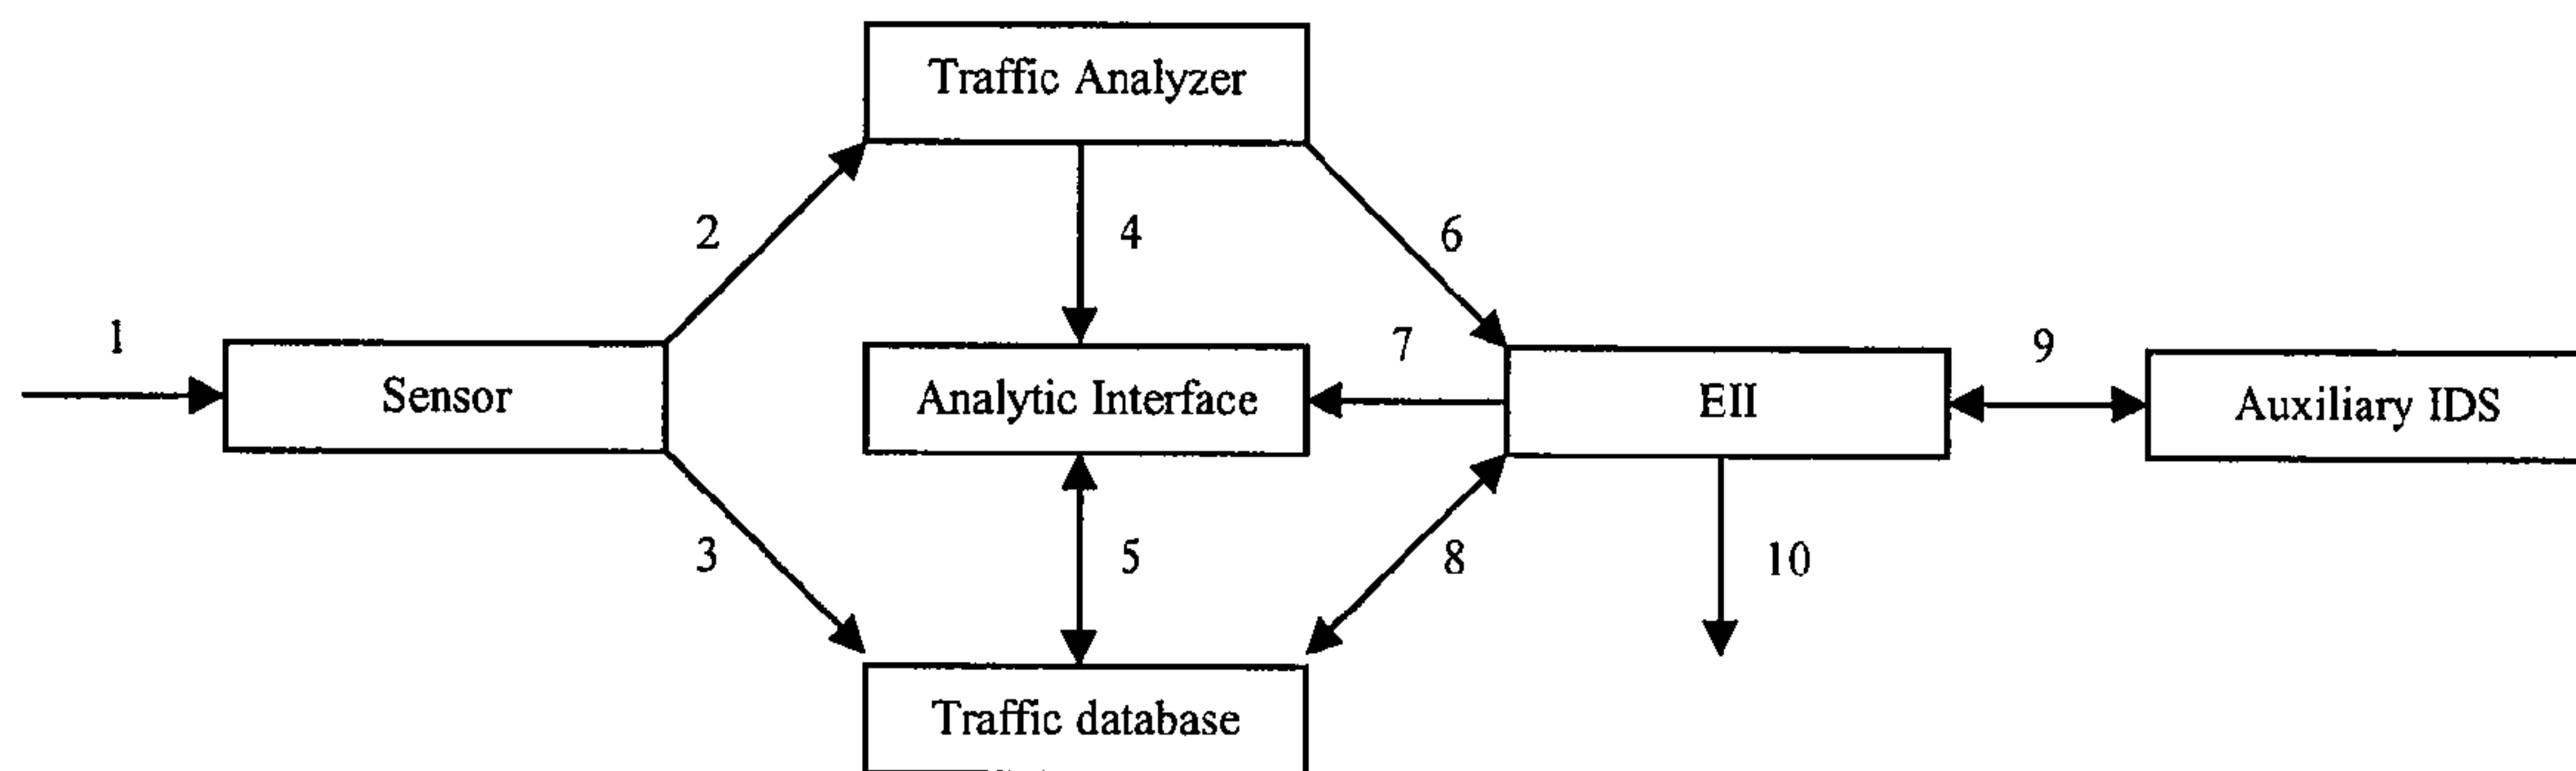 Traffic Analyzer
2
4
6
1
7
9
Sensor
Analytic Interface
EII
Auxiliary IDS
3
5
8
10
Traffic database